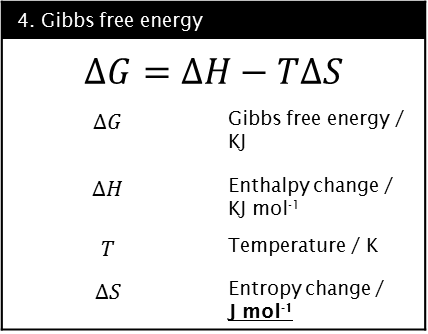 4. Gibbs free energy
ΔG = ΔH − TΔS
ΔG Gibbs free energy /
KJ
ΔH Enthalpy change /
KJ mol⁻¹
T Temperature / K
ΔS Entropy change /
J mol⁻¹